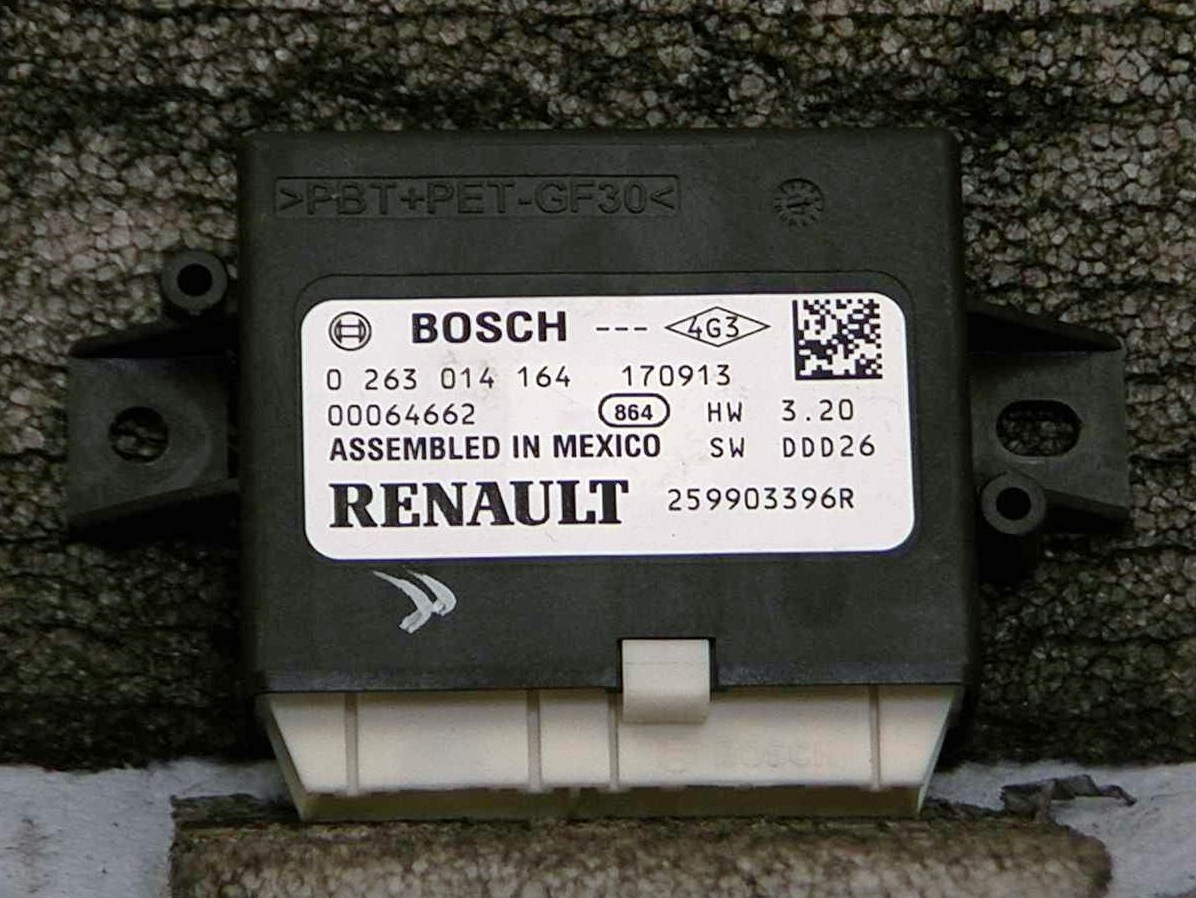 >PBT+PET-GF30<
BOSCH --- 4G3
0 263 014 164 170913
00064662 864 HW 3.20
ASSEMBLED IN MEXICO SW DDD26
RENAULT 259903396R
BOSCH